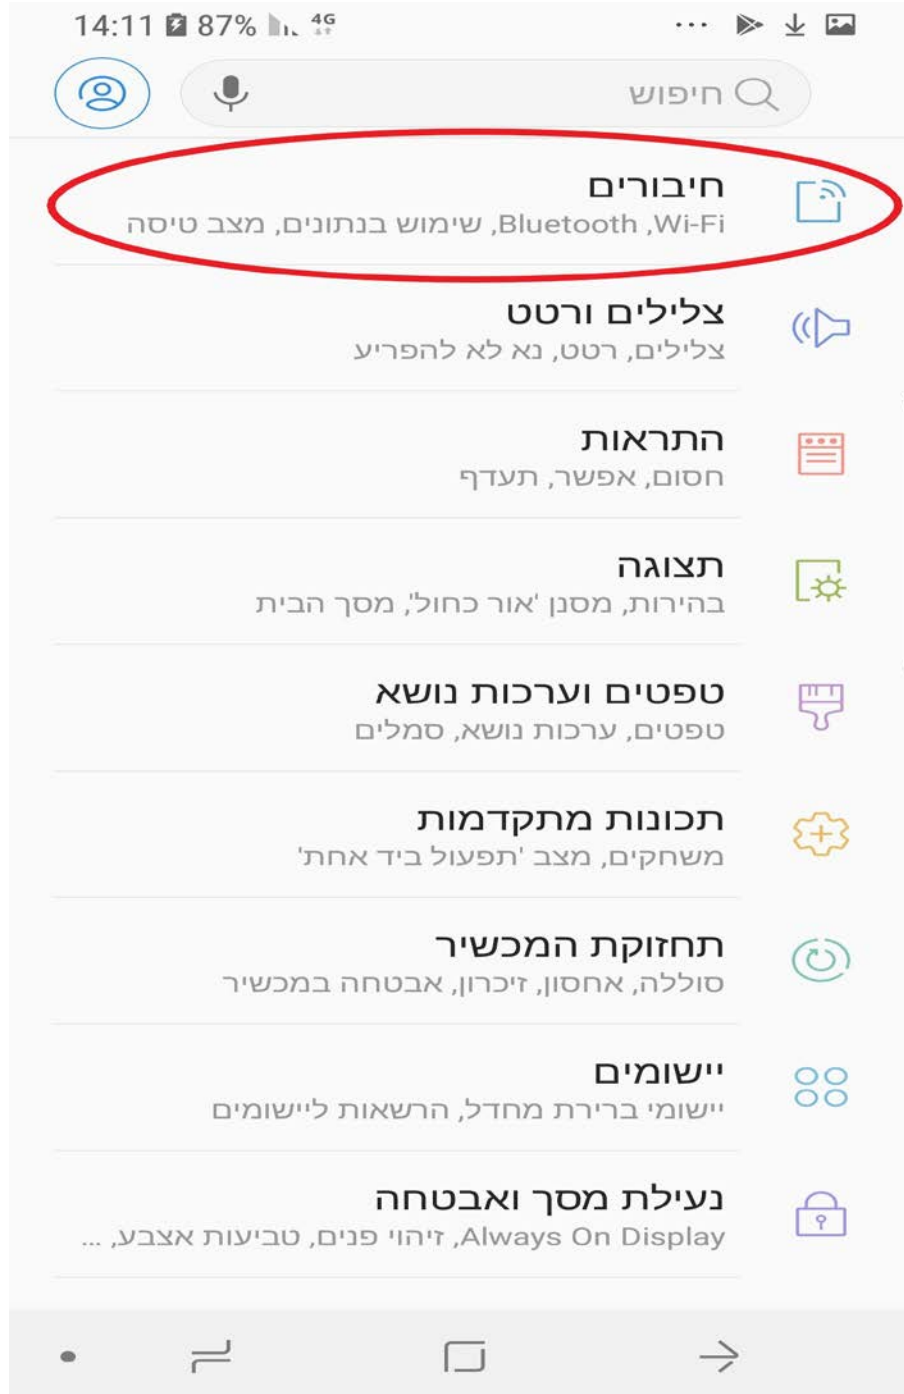 14:11 87% 4G
חיפוש
חיבורים
Wi-Fi, Bluetooth, שימוש בנתונים, מצב טיסה
צלילים ורטט
צלילים, רטט, נא לא להפריע
התראות
חסום, אפשר, תעדף
תצוגה
בהירות, מסנן 'אור כחול', מסך הבית
טפטים וערכות נושא
טפטים, ערכות נושא, סמלים
תכונות מתקדמות
משחקים, מצב 'תפעול ביד אחת'
תחזוקת המכשיר
סוללה, אחסון, זיכרון, אבטחה במכשיר
יישומים
יישומי ברירת מחדל, הרשאות ליישומים
נעילת מסך ואבטחה
Always On Display, זיהוי פנים, טביעות אצבע, ...